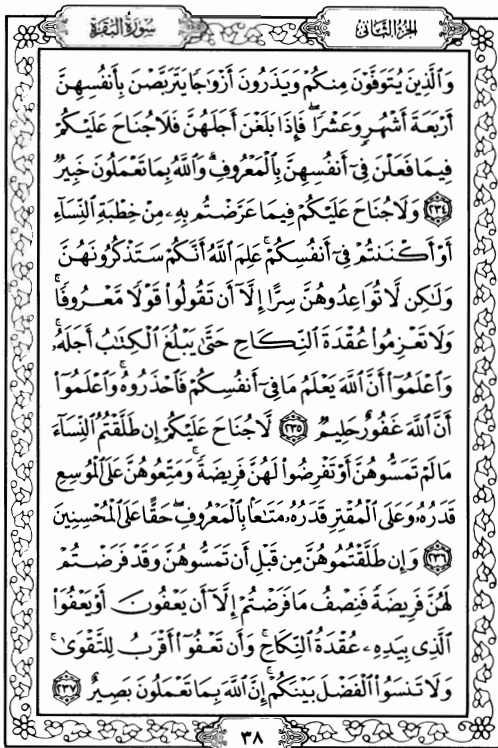 الجزء الثاني
سورة البقرة
وَٱلَّذِينَ يُتَوَفَّوْنَ مِنكُمْ وَيَذَرُونَ أَزْوَٰجًا يَتَرَبَّصْنَ بِأَنفُسِهِنَّ
أَرْبَعَةَ أَشْهُرٍ وَعَشْرًا ۖ فَإِذَا بَلَغْنَ أَجَلَهُنَّ فَلَا جُنَاحَ عَلَيْكُمْ
فِيمَا فَعَلْنَ فِىٓ أَنفُسِهِنَّ بِٱلْمَعْرُوفِ ۗ وَٱللَّهُ بِمَا تَعْمَلُونَ خَبِيرٌ
٢٣٤ وَلَا جُنَاحَ عَلَيْكُمْ فِيمَا عَرَّضْتُم بِهِۦ مِنْ خِطْبَةِ ٱلنِّسَآءِ
أَوْ أَكْنَنتُمْ فِىٓ أَنفُسِكُمْ ۚ عَلِمَ ٱللَّهُ أَنَّكُمْ سَتَذْكُرُونَهُنَّ
وَلَٰكِن لَّا تُوَاعِدُوهُنَّ سِرًّا إِلَّآ أَن تَقُولُوا۟ قَوْلًا مَّعْرُوفًا ۚ
وَلَا تَعْزِمُوا۟ عُقْدَةَ ٱلنِّكَاحِ حَتَّىٰ يَبْلُغَ ٱلْكِتَٰبُ أَجَلَهُۥ ۚ
وَٱعْلَمُوٓا۟ أَنَّ ٱللَّهَ يَعْلَمُ مَا فِىٓ أَنفُسِكُمْ فَٱحْذَرُوهُ ۚ وَٱعْلَمُوٓا۟
أَنَّ ٱللَّهَ غَفُورٌ حَلِيمٌ ٢٣٥ لَّا جُنَاحَ عَلَيْكُمْ إِن طَلَّقْتُمُ ٱلنِّسَآءَ
مَا لَمْ تَمَسُّوهُنَّ أَوْ تَفْرِضُوا۟ لَهُنَّ فَرِيضَةً ۚ وَمَتِّعُوهُنَّ عَلَى ٱلْمُوسِعِ
قَدَرُهُۥ وَعَلَى ٱلْمُقْتِرِ قَدَرُهُۥ مَتَٰعًۢا بِٱلْمَعْرُوفِ ۖ حَقًّا عَلَى ٱلْمُحْسِنِينَ
٢٣٦ وَإِن طَلَّقْتُمُوهُنَّ مِن قَبْلِ أَن تَمَسُّوهُنَّ وَقَدْ فَرَضْتُمْ
لَهُنَّ فَرِيضَةً فَنِصْفُ مَا فَرَضْتُمْ إِلَّآ أَن يَعْفُونَ أَوْ يَعْفُوَا۟
ٱلَّذِى بِيَدِهِۦ عُقْدَةُ ٱلنِّكَاحِ ۚ وَأَن تَعْفُوٓا۟ أَقْرَبُ لِلتَّقْوَىٰ ۚ
وَلَا تَنسَوُا۟ ٱلْفَضْلَ بَيْنَكُمْ ۚ إِنَّ ٱللَّهَ بِمَا تَعْمَلُونَ بَصِيرٌ ٢٣٧
٣٨